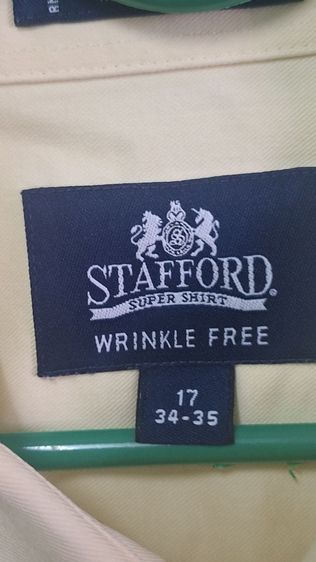 STAFFORD
SUPER SHIRT
WRINKLE FREE
17
34-35